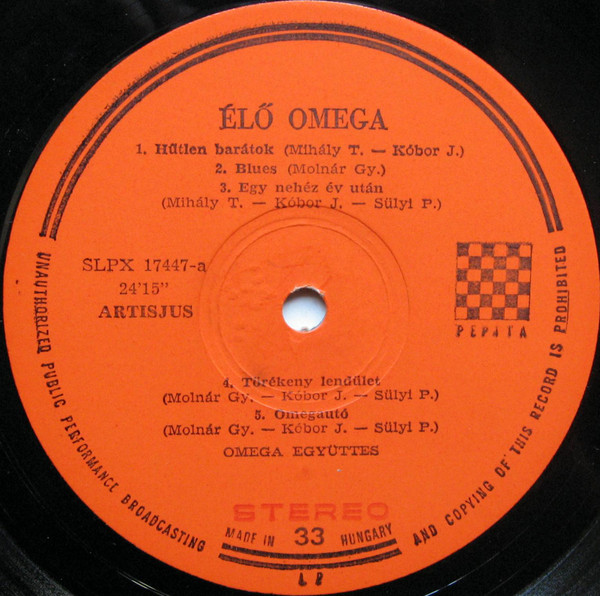 ÉLŐ OMEGA
1. Hűtlen barátok (Mihály T. — Kóbor J.)
2. Blues (Molnár Gy.)
3. Egy nehéz év után
(Mihály T. — Kóbor J. — Sülyi P.)
SLPX 17447-a
24'15"
ARTISJUS
PEPITA
4. Törékeny lendület
(Molnár Gy. — Kóbor J. — Sülyi P.)
5. Omegautó
(Molnár Gy. — Kóbor J. — Sülyi P.)
OMEGA EGYÜTTES
STEREO
MADE IN 33 HUNGARY
UNAUTHORIZED PUBLIC PERFORMANCE BROADCASTING AND COPYING OF THIS RECORD IS PROHIBITED
LP